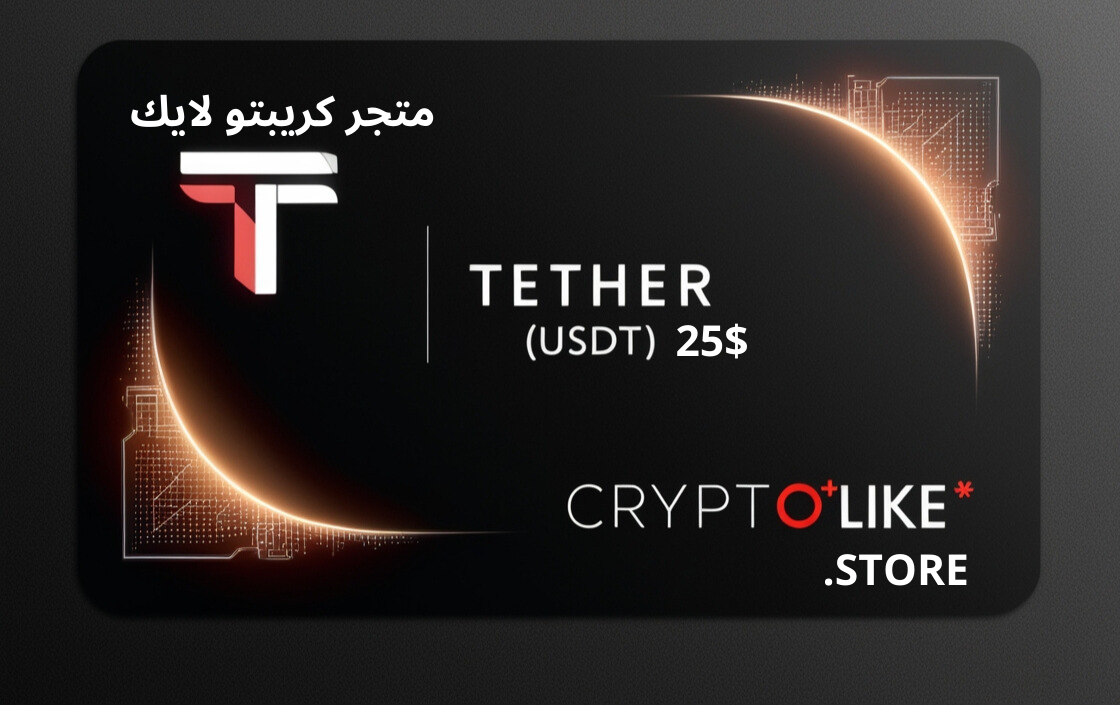 متجر كريبتو لايك
TETHER
(USDT) 25$
CRYPTO+LIKE*
.STORE